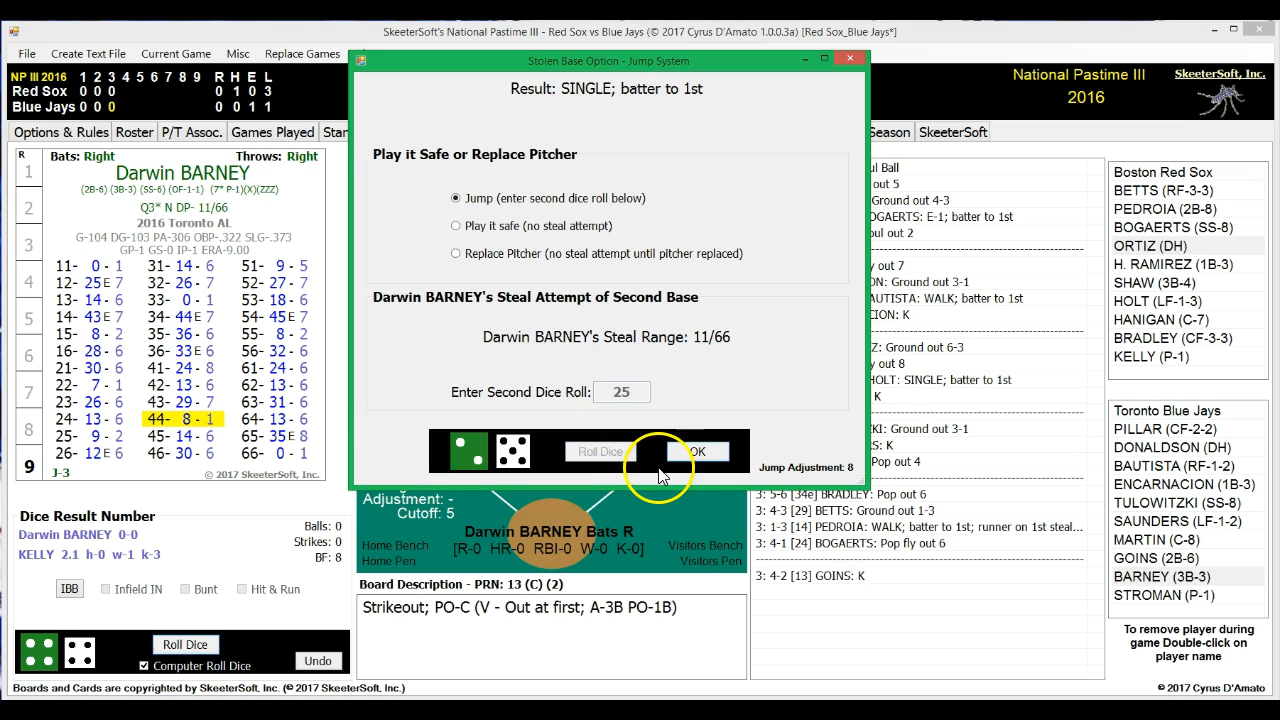 SkeeterSoft's National Pastime III - Red Sox vs Blue Jays (© 2017 Cyrus D'Amato 1.0.0.3a) [Red Sox_Blue Jays*]
File Create Text File Current Game Misc Replace Games
NP III 2016 1 2 3 4 5 6 7 8 9 R H E L
Red Sox 0 0 0 0 1 0 3
Blue Jays 0 0 0 0 0 1 1
National Pastime III
2016
SkeeterSoft, Inc.
Options & Rules Roster P/T Assoc. Games Played Star
Season SkeeterSoft
Stolen Base Option - Jump System
Result: SINGLE; batter to 1st
Play it Safe or Replace Pitcher
Jump (enter second dice roll below)
Play it safe (no steal attempt)
Replace Pitcher (no steal attempt until pitcher replaced)
Darwin BARNEY's Steal Attempt of Second Base
Darwin BARNEY's Steal Range: 11/66
Enter Second Dice Roll: 25
Roll Dice OK
Jump Adjustment: 8
R
1
2
3
4
5
6
7
8
9
Bats: Right Throws: Right
Darwin BARNEY
(2B-6) (3B-3) (SS-6) (OF-1-1) (7* P-1)(X)(ZZZ)
Q3* N DP- 11/66
2016 Toronto AL
G-104 DG-103 PA-306 OBP-.322 SLG-.373
GP-1 GS-0 IP-1 ERA-9.00
11- 0 - 1 31- 14 - 6 51- 9 - 5
12- 25E 7 32- 26 - 7 52- 27 - 7
13- 14 - 6 33- 0 - 1 53- 18 - 6
14- 43E 7 34- 44E 7 54- 45E 7
15- 8 - 2 35- 8 - 6 55- 8 - 2
16- 28 - 6 36- 33E 6 56- 32 - 6
21- 30 - 6 41- 24 - 6 61- 24 - 6
22- 7 - 1 42- 13 - 6 62- 13 - 6
23- 26 - 6 43- 29 - 7 63- 31 - 6
24- 13 - 6 44- 8 - 1 64- 13 - 6
25- 9 - 2 45- 14 - 6 65- 35E 8
26- 12E 6 46- 30 - 6 66- 0 - 1
J-3 © 2017 SkeeterSoft, Inc.
Dice Result Number
Darwin BARNEY 0-0
KELLY 2.1 h-0 w-1 k-3
Balls: 0
Strikes: 0
BF: 8
IBB Infield IN Bunt Hit & Run
Roll Dice
Computer Roll Dice
Undo
Boards and Cards are copyrighted by SkeeterSoft, Inc. (© 2017 SkeeterSoft, Inc.)
Adjustment: -
Cutoff: 5
Darwin BARNEY Bats R
[R-0 HR-0 RBI-0 W-0 K-0]
Home Bench
Home Pen
Visitors Bench
Visitors Pen
Board Description - PRN: 13 (C) (2)
Strikeout; PO-C (V - Out at first; A-3B PO-1B)
ul Ball
out 5
Ground out 4-3
OGAERTS: E-1; batter to 1st
oul out 2
y out 7
ON: Ground out 3-1
AUTISTA: WALK; batter to 1st
CION: K
Z: Ground out 6-3
y out 8
HOLT: SINGLE; batter to 1st
K
ZKI: Ground out 3-1
RS: K
Pop out 4
3: 5-6 [34e] BRADLEY: Pop out 6
3: 4-3 [29] BETTS: Ground out 1-3
3: 1-3 [14] PEDROIA: WALK; batter to 1st; runner on 1st steal...
3: 4-1 [24] BOGAERTS: Pop fly out 6
3: 4-2 [13] GOINS: K
Boston Red Sox
BETTS (RF-3-3)
PEDROIA (2B-8)
BOGAERTS (SS-8)
ORTIZ (DH)
H. RAMIREZ (1B-3)
SHAW (3B-4)
HOLT (LF-1-3)
HANIGAN (C-7)
BRADLEY (CF-3-3)
KELLY (P-1)
Toronto Blue Jays
PILLAR (CF-2-2)
DONALDSON (DH)
BAUTISTA (RF-1-2)
ENCARNACION (1B-3)
TULOWITZKI (SS-8)
SAUNDERS (LF-1-2)
MARTIN (C-8)
GOINS (2B-6)
BARNEY (3B-3)
STROMAN (P-1)
To remove player during
game Double-click on
player name
© 2017 Cyrus D'Amato